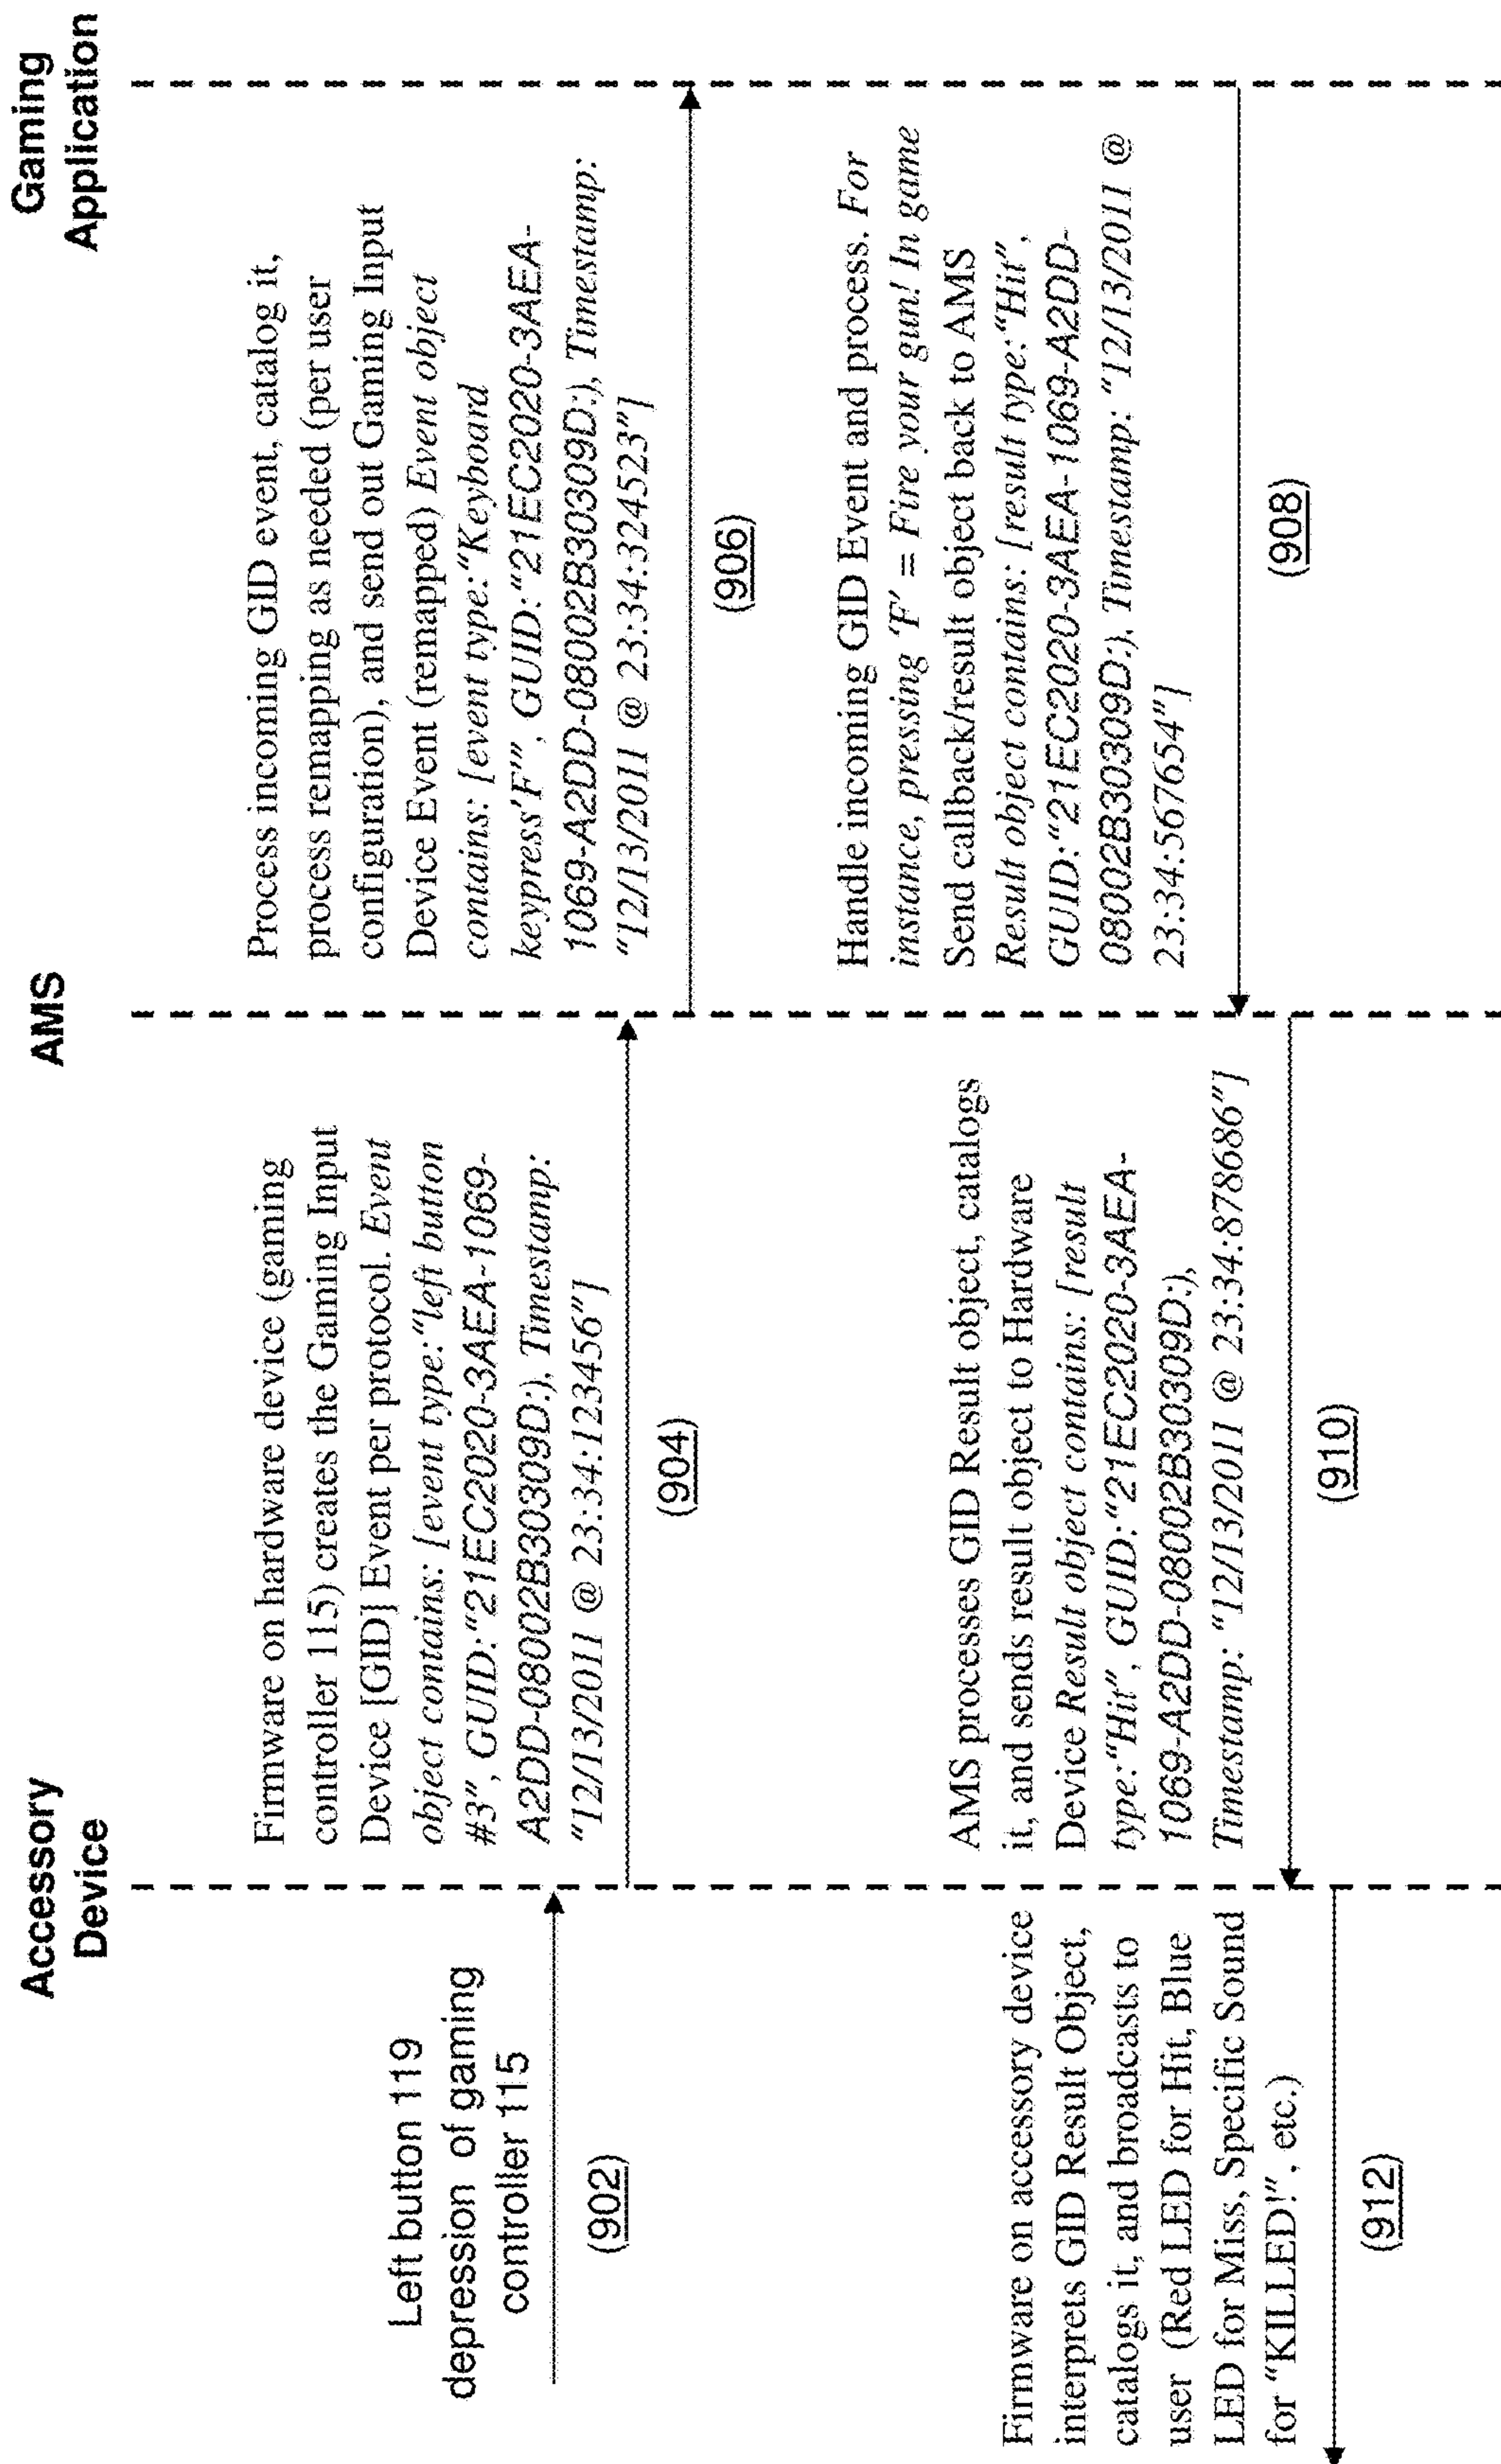 Accessory
Device
AMS
Gaming
Application
Left button 119
depression of gaming
controller 115
(902)
Firmware on hardware device (gaming
controller 115) creates the Gaming Input
Device [GID] Event per protocol. Event
object contains: [event type:“left button
#3”, GUID:“21EC2020-3AEA-1069-
A2DD-08002B30309D:), Timestamp:
“12/13/2011 @ 23:34:123456”]
(904)
Process incoming GID event, catalog it,
process remapping as needed (per user
configuration), and send out Gaming Input
Device Event (remapped) Event object
contains: [event type:“Keyboard
keypress'F'”, GUID:“21EC2020-3AEA-
1069-A2DD-08002B30309D:), Timestamp:
“12/13/2011 @ 23:34:324523”]
(906)
Handle incoming GID Event and process. For
instance, pressing ‘F’ = Fire your gun! In game
Send callback/result object back to AMS
Result object contains: [result type:“Hit”,
GUID:“21EC2020-3AEA-1069-A2DD-
08002B30309D:), Timestamp: “12/13/2011 @
23:34:567654”]
(908)
AMS processes GID Result object, catalogs
it, and sends result object to Hardware
Device Result object contains: [result
type:“Hit”, GUID:“21EC2020-3AEA-
1069-A2DD-08002B30309D:),
Timestamp: “12/13/2011 @ 23:34:878686”]
(910)
Firmware on accessory device
interprets GID Result Object,
catalogs it, and broadcasts to
user (Red LED for Hit, Blue
LED for Miss, Specific Sound
for “KILLED!”, etc.)
(912)